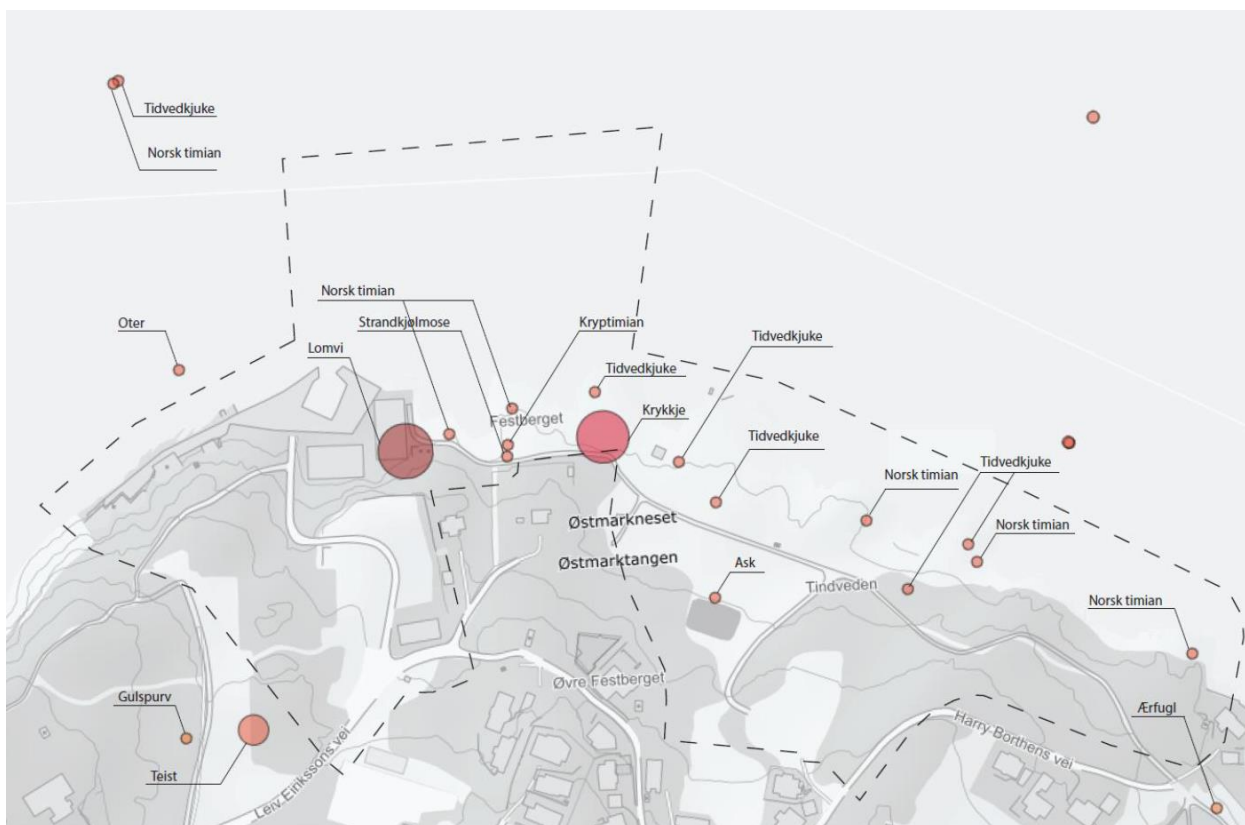 Tidvedkjuke
Norsk timian
Norsk timian
Oter
Strandkjølmose
Kryptimian
Lomvi
Tidvedkjuke
Tidvedkjuke
Festberget
Krykkje
Tidvedkjuke
Tidvedkjuke
Norsk timian
Østmarkneset
Norsk timian
Østmarktangen
Ask
Tindveden
Norsk timian
Øvre Festberget
Gulspurv
Ærfugl
Harry Borthens vei
Teist
Leiv Eirikssons vei